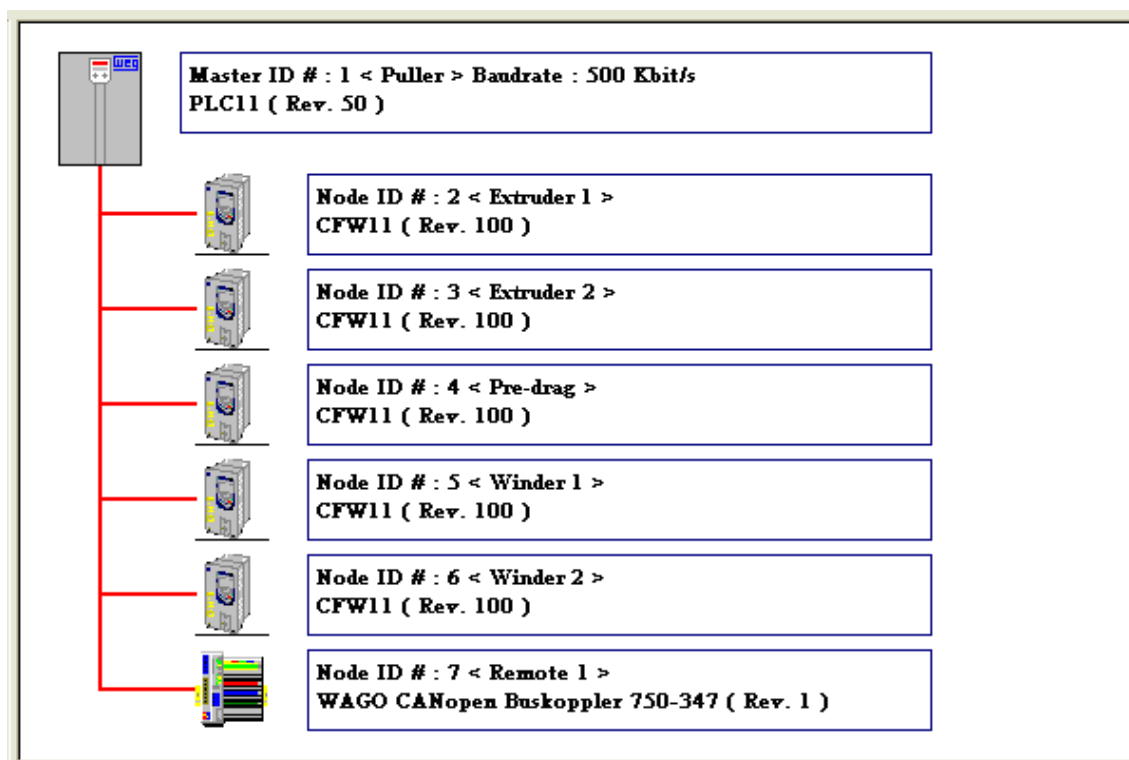 weg
Master ID # : 1 < Puller > Baudrate : 500 Kbit/s
PLC11 ( Rev. 50 )
Node ID # : 2 < Extruder 1 >
CFW11 ( Rev. 100 )
Node ID # : 3 < Extruder 2 >
CFW11 ( Rev. 100 )
Node ID # : 4 < Pre-drag >
CFW11 ( Rev. 100 )
Node ID # : 5 < Winder 1 >
CFW11 ( Rev. 100 )
Node ID # : 6 < Winder 2 >
CFW11 ( Rev. 100 )
Node ID # : 7 < Remote 1 >
WAGO CANopen Buskoppler 750-347 ( Rev. 1 )